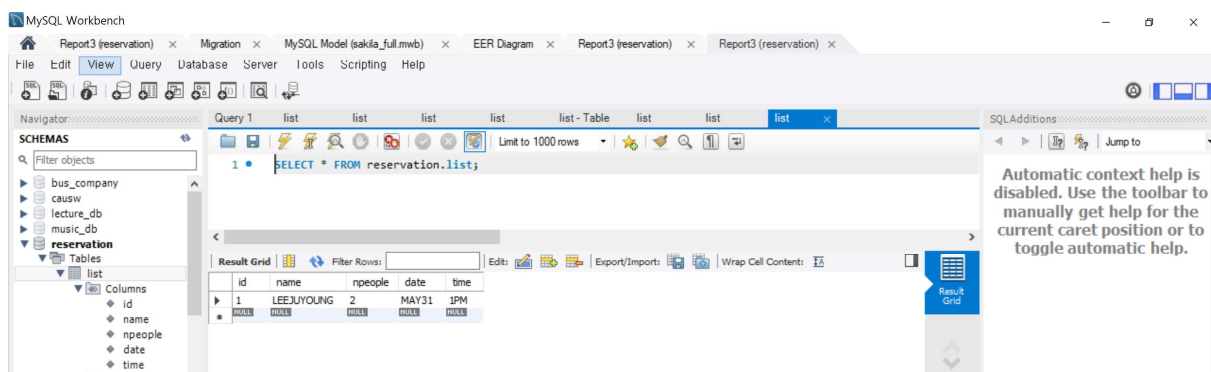 MySQL Workbench
Report3 (reservation) Migration MySQL Model (sakila_full.mwb) EER Diagram Report3 (reservation) Report3 (reservation)
File Edit View Query Database Server Tools Scripting Help
Navigator
Query 1 list list list list list - Table list list list
SQLAdditions
SCHEMAS
Limit to 1000 rows
Jump to
Filter objects
1 SELECT * FROM reservation.list;
bus_company
causw
lecture_db
music_db
reservation
Tables
list
Columns
id
name
npeople
date
time
Automatic context help is
disabled. Use the toolbar to
manually get help for the
current caret position or to
toggle automatic help.
Result Grid Filter Rows: Edit: Export/Import: Wrap Cell Content:
id name npeople date time
1 LEEJUYOUNG 2 MAY31 1PM
NULL NULL NULL NULL NULL
Result
Grid